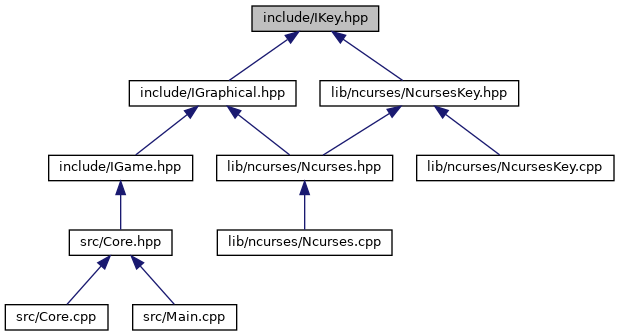 include/IKey.hpp
include/IGraphical.hpp
lib/ncurses/NcursesKey.hpp
include/IGame.hpp
lib/ncurses/Ncurses.hpp
lib/ncurses/NcursesKey.cpp
src/Core.hpp
lib/ncurses/Ncurses.cpp
src/Core.cpp
src/Main.cpp